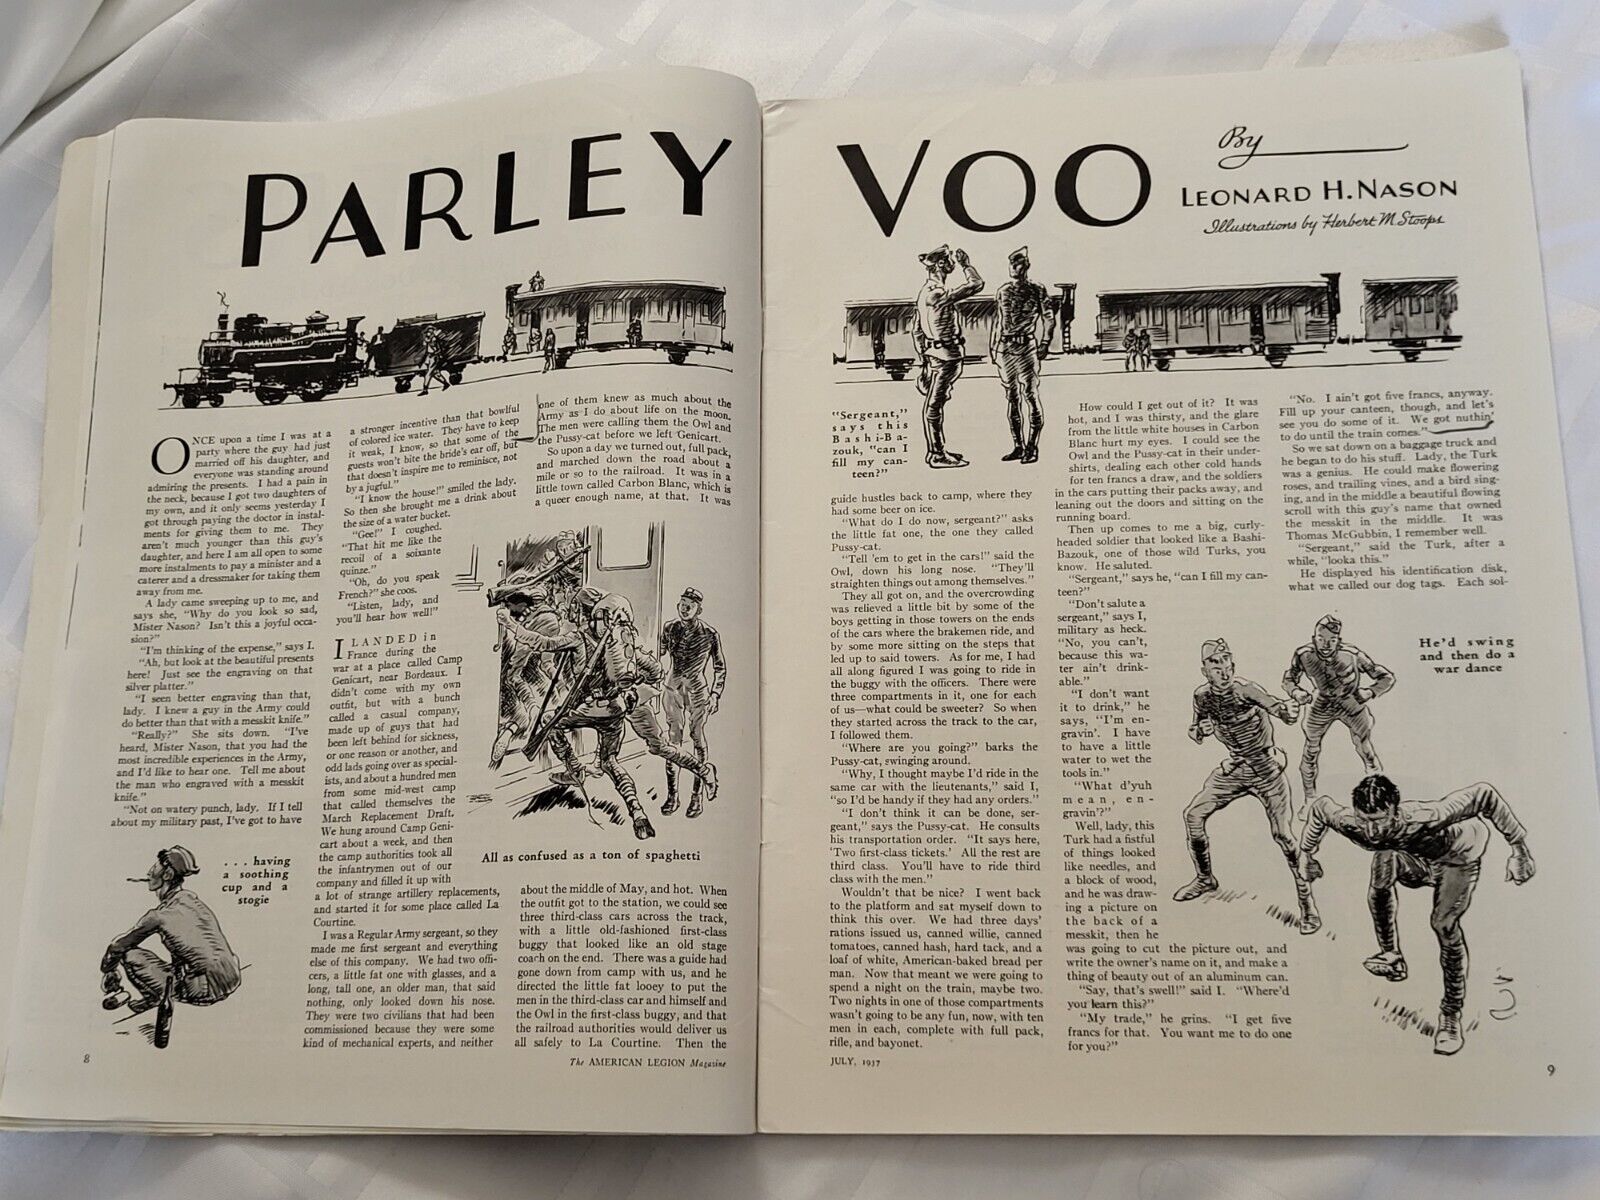 PARLEY VOO
By
LEONARD H. NASON
Illustrations by Herbert M. Stoops
ONCE upon a time I was at a
party where the guy had just
married off his daughter, and
everyone was standing around
admiring the presents. I had a pain in
the neck, because I got two daughters of
my own, and it only seems yesterday I
got through paying the doctor in instal-
ments for giving them to me. They
aren't much younger than this guy's
daughter, and here I am all open to some
more instalments to pay a minister and a
caterer and a dressmaker for taking them
away from me.
A lady came sweeping up to me, and
says she, "Why do you look so sad,
Mister Nason? Isn't this a joyful occa-
sion?"
"I'm thinking of the expense," says I.
"Ah, but look at the beautiful presents
here! Just see the engraving on that
silver platter."
"I seen better engraving than that,
lady. I knew a guy in the Army could
do better than that with a messkit knife."
"Really?" She sits down. "I've
heard, Mister Nason, that you had the
most incredible experiences in the Army,
and I'd like to hear one. Tell me about
the man who engraved with a messkit
knife."
"Not on watery punch, lady. If I tell
about my military past, I've got to have
. . . having
a soothing
cup and a
stogie
a stronger incentive than that bowlful
of colored ice water. They have to keep
it weak, I know, so that some of the
guests won't bite the bride's ear off, but
that doesn't inspire me to reminisce, not
by a jugful."
"I know the house!" smiled the lady.
So then she brought me a drink about
the size of a water bucket.
"Gee!" I coughed.
"That hit me like the
recoil of a soixante
quinze."
"Oh, do you speak
French?" she coos.
"Listen, lady, and
you'll hear how well!"
I LANDED in
France during the
war at a place called Camp
Genicart, near Bordeaux. I
didn't come with my own
outfit, but with a bunch
called a casual company,
made up of guys that had
been left behind for sickness,
or one reason or another, and
odd lads going over as special-
ists, and about a hundred men
from some mid-west camp
that called themselves the
March Replacement Draft.
We hung around Camp Geni-
cart about a week, and then
the camp authorities took all
the infantrymen out of our
company and filled it up with
a lot of strange artillery replacements,
and started it for some place called La
Courtine.
I was a Regular Army sergeant, so they
made me first sergeant and everything
else of this company. We had two offi-
cers, a little fat one with glasses, and a
long, tall one, an older man, that said
nothing, only looked down his nose.
They were two civilians that had been
commissioned because they were some
kind of mechanical experts, and neither
one of them knew as much about the
Army as I do about life on the moon.
The men were calling them the Owl and
the Pussy-cat before we left Genicart.
So upon a day we turned out, full pack,
and marched down the road about a
mile or so to the railroad. It was in a
little town called Carbon Blanc, which is
a queer enough name, at that. It was
All as confused as a ton of spaghetti
about the middle of May, and hot. When
the outfit got to the station, we could see
three third-class cars across the track,
with a little old-fashioned first-class
buggy that looked like an old stage
coach on the end. There was a guide had
gone down from camp with us, and he
directed the little fat looey to put the
men in the third-class car and himself and
the Owl in the first-class buggy, and that
the railroad authorities would deliver us
all safely to La Courtine. Then the
8
The AMERICAN LEGION Magazine
"Sergeant,"
says this
Bashi-Ba-
zouk, "can I
fill my can-
teen?"
guide hustles back to camp, where they
had some beer on ice.
"What do I do now, sergeant?" asks
the little fat one, the one they called
Pussy-cat.
"Tell 'em to get in the cars!" said the
Owl, down his long nose. "They'll
straighten things out among themselves."
They all got on, and the overcrowding
was relieved a little bit by some of the
boys getting in those towers on the ends
of the cars where the brakemen ride, and
by some more sitting on the steps that
led up to said towers. As for me, I had
all along figured I was going to ride in
the buggy with the officers. There were
three compartments in it, one for each
of us—what could be sweeter? So when
they started across the track to the car,
I followed them.
"Where are you going?" barks the
Pussy-cat, swinging around.
"Why, I thought maybe I'd ride in the
same car with the lieutenants," said I,
"so I'd be handy if they had any orders."
"I don't think it can be done, ser-
geant," says the Pussy-cat. He consults
his transportation order. "It says here,
'Two first-class tickets.' All the rest are
third class. You'll have to ride third
class with the men."
Wouldn't that be nice? I went back
to the platform and sat myself down to
think this over. We had three days'
rations issued us, canned willie, canned
tomatoes, canned hash, hard tack, and a
loaf of white, American-baked bread per
man. Now that meant we were going to
spend a night on the train, maybe two.
Two nights in one of those compartments
wasn't going to be any fun, now, with ten
men in each, complete with full pack,
rifle, and bayonet.
How could I get out of it? It was
hot, and I was thirsty, and the glare
from the little white houses in Carbon
Blanc hurt my eyes. I could see the
Owl and the Pussy-cat in their under-
shirts, dealing each other cold hands
for ten francs a draw, and the soldiers
in the cars putting their packs away, and
leaning out the doors and sitting on the
running board.
Then up comes to me a big, curly-
headed soldier that looked like a Bashi-
Bazouk, one of those wild Turks, you
know. He saluted.
"Sergeant," says he, "can I fill my can-
teen?"
"Don't salute a
sergeant," says I,
military as heck.
"No, you can't,
because this wa-
ter ain't drink-
able."
"I don't want
it to drink," he
says, "I'm en-
gravin'. I have
to have a little
water to wet the
tools in."
"What d'yuh
mean, en-
gravin'?"
Well, lady, this
Turk had a fistful
of things looked
like needles, and
a block of wood,
and he was draw-
ing a picture on
the back of a
messkit, then he
was going to cut the picture out, and
write the owner's name on it, and make a
thing of beauty out of an aluminum can.
"Say, that's swell!" said I. "Where'd
you learn this?"
"My trade," he grins. "I get five
francs for that. You want me to do one
for you?"
"No. I ain't got five francs, anyway.
Fill up your canteen, though, and let's
see you do some of it. We got nuthin'
to do until the train comes."
So we sat down on a baggage truck and
he began to do his stuff. Lady, the Turk
was a genius. He could make flowering
roses, and trailing vines, and a bird sing-
ing, and in the middle a beautiful flowing
scroll with this guy's name that owned
the messkit in the middle. It was
Thomas McGubbin, I remember well.
"Sergeant," said the Turk, after a
while, "looka this."
He displayed his identification disk,
what we called our dog tags. Each sol-
He'd swing
and then do a
war dance
JULY, 1937
9